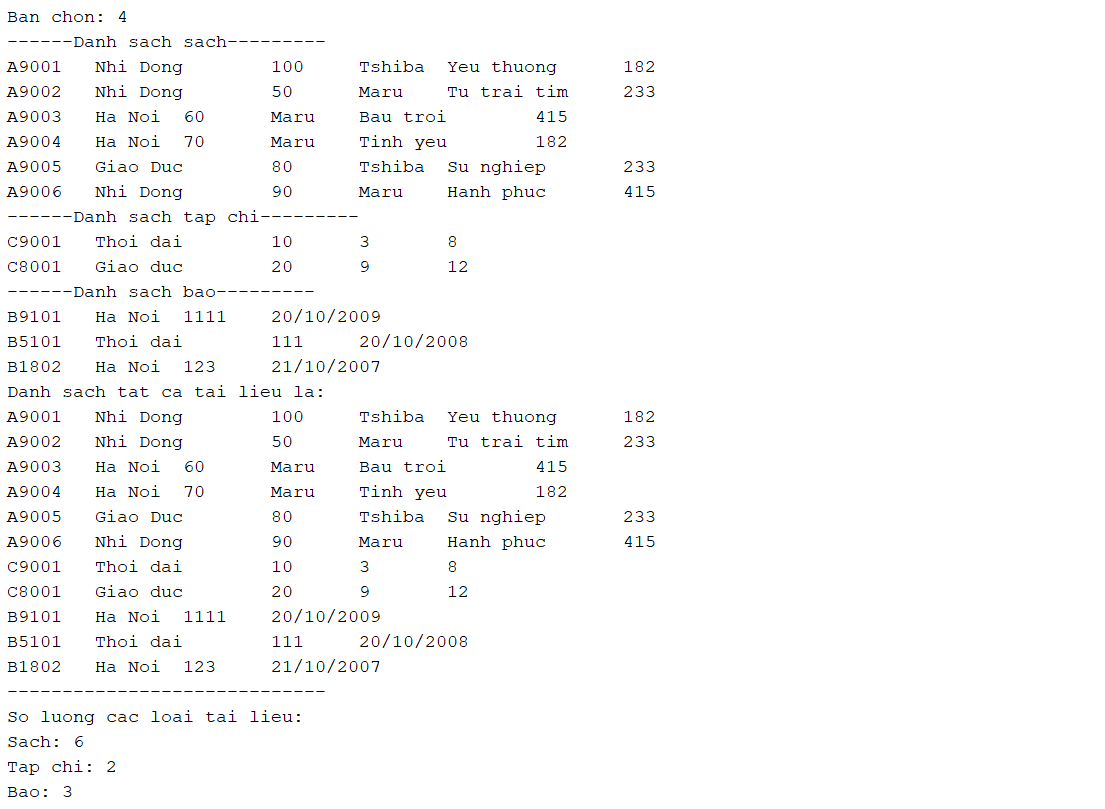 Ban chon: 4
------Danh sach sach---------
A9001   Nhi Dong        100     Tshiba  Yeu thuong      182
A9002   Nhi Dong        50      Maru    Tu trai tim     233
A9003   Ha Noi  60      Maru    Bau troi        415
A9004   Ha Noi  70      Maru    Tinh yeu        182
A9005   Giao Duc        80      Tshiba  Su nghiep       233
A9006   Nhi Dong        90      Maru    Hanh phuc       415
------Danh sach tap chi---------
C9001   Thoi dai        10      3       8
C8001   Giao duc        20      9       12
------Danh sach bao---------
B9101   Ha Noi  1111    20/10/2009
B5101   Thoi dai        111     20/10/2008
B1802   Ha Noi  123     21/10/2007
Danh sach tat ca tai lieu la:
A9001   Nhi Dong        100     Tshiba  Yeu thuong      182
A9002   Nhi Dong        50      Maru    Tu trai tim     233
A9003   Ha Noi  60      Maru    Bau troi        415
A9004   Ha Noi  70      Maru    Tinh yeu        182
A9005   Giao Duc        80      Tshiba  Su nghiep       233
A9006   Nhi Dong        90      Maru    Hanh phuc       415
C9001   Thoi dai        10      3       8
C8001   Giao duc        20      9       12
B9101   Ha Noi  1111    20/10/2009
B5101   Thoi dai        111     20/10/2008
B1802   Ha Noi  123     21/10/2007
-----------------------------
So luong cac loai tai lieu:
Sach: 6
Tap chi: 2
Bao: 3